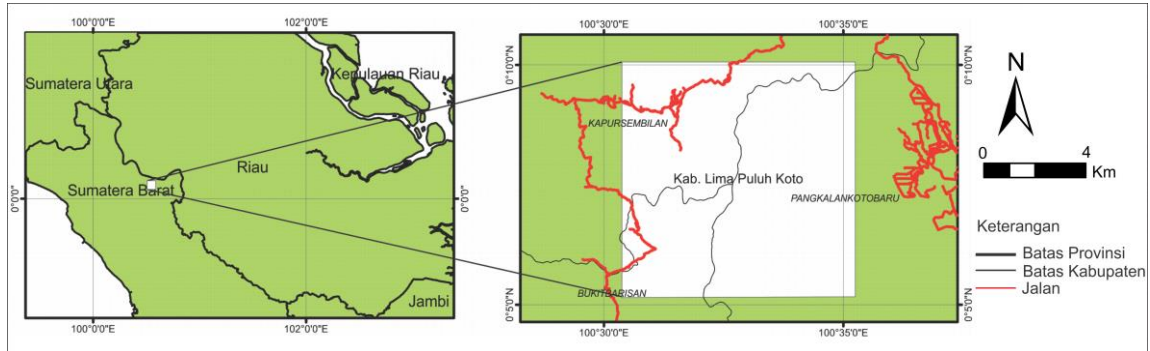 100°0'0"E
102°0'0"E
Sumatera Utara
Kepulauan Riau
Riau
Sumatera Barat
Jambi
0°0'0"
0°0'0"
100°0'0"E
102°0'0"E
100°30'0"E
100°35'0"E
0°10'0"N
0°10'0"N
KAPURSEMBILAN
Kab. Lima Puluh Koto
PANGKALANKOTOBARU
BUKITBARISAN
0°5'0"N
0°5'0"N
100°30'0"E
100°35'0"E
N
0 4
Km
Keterangan
Batas Provinsi
Batas Kabupaten
Jalan